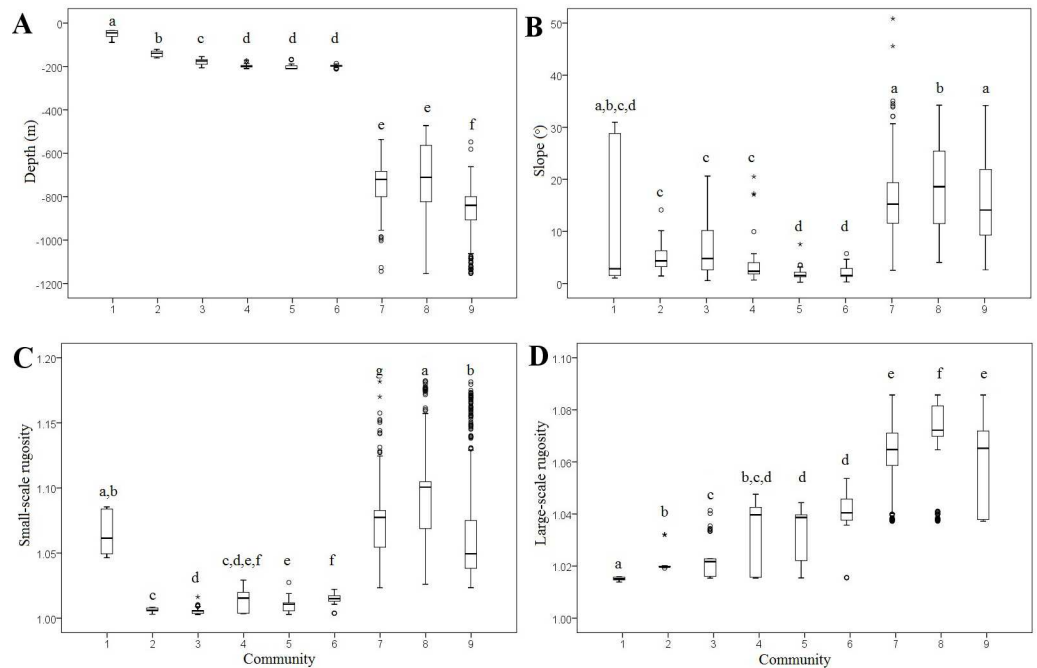 A
Depth (m)
0
-200
-400
-600
-800
-1000
-1200
a
b
c
d
d
d
e
e
f
1 2 3 4 5 6 7 8 9
B
Slope (°)
50
40
30
20
10
0
a,b,c,d
c
c
c
d
d
a
b
a
1 2 3 4 5 6 7 8 9
C
Small-scale rugosity
1.20
1.15
1.10
1.05
1.00
a,b
c
d
c,d,e,f
e
f
g
a
b
1 2 3 4 5 6 7 8 9
Community
D
Large-scale rugosity
1.10
1.08
1.06
1.04
1.02
1.00
a
b
c
b,c,d
d
d
e
f
e
1 2 3 4 5 6 7 8 9
Community